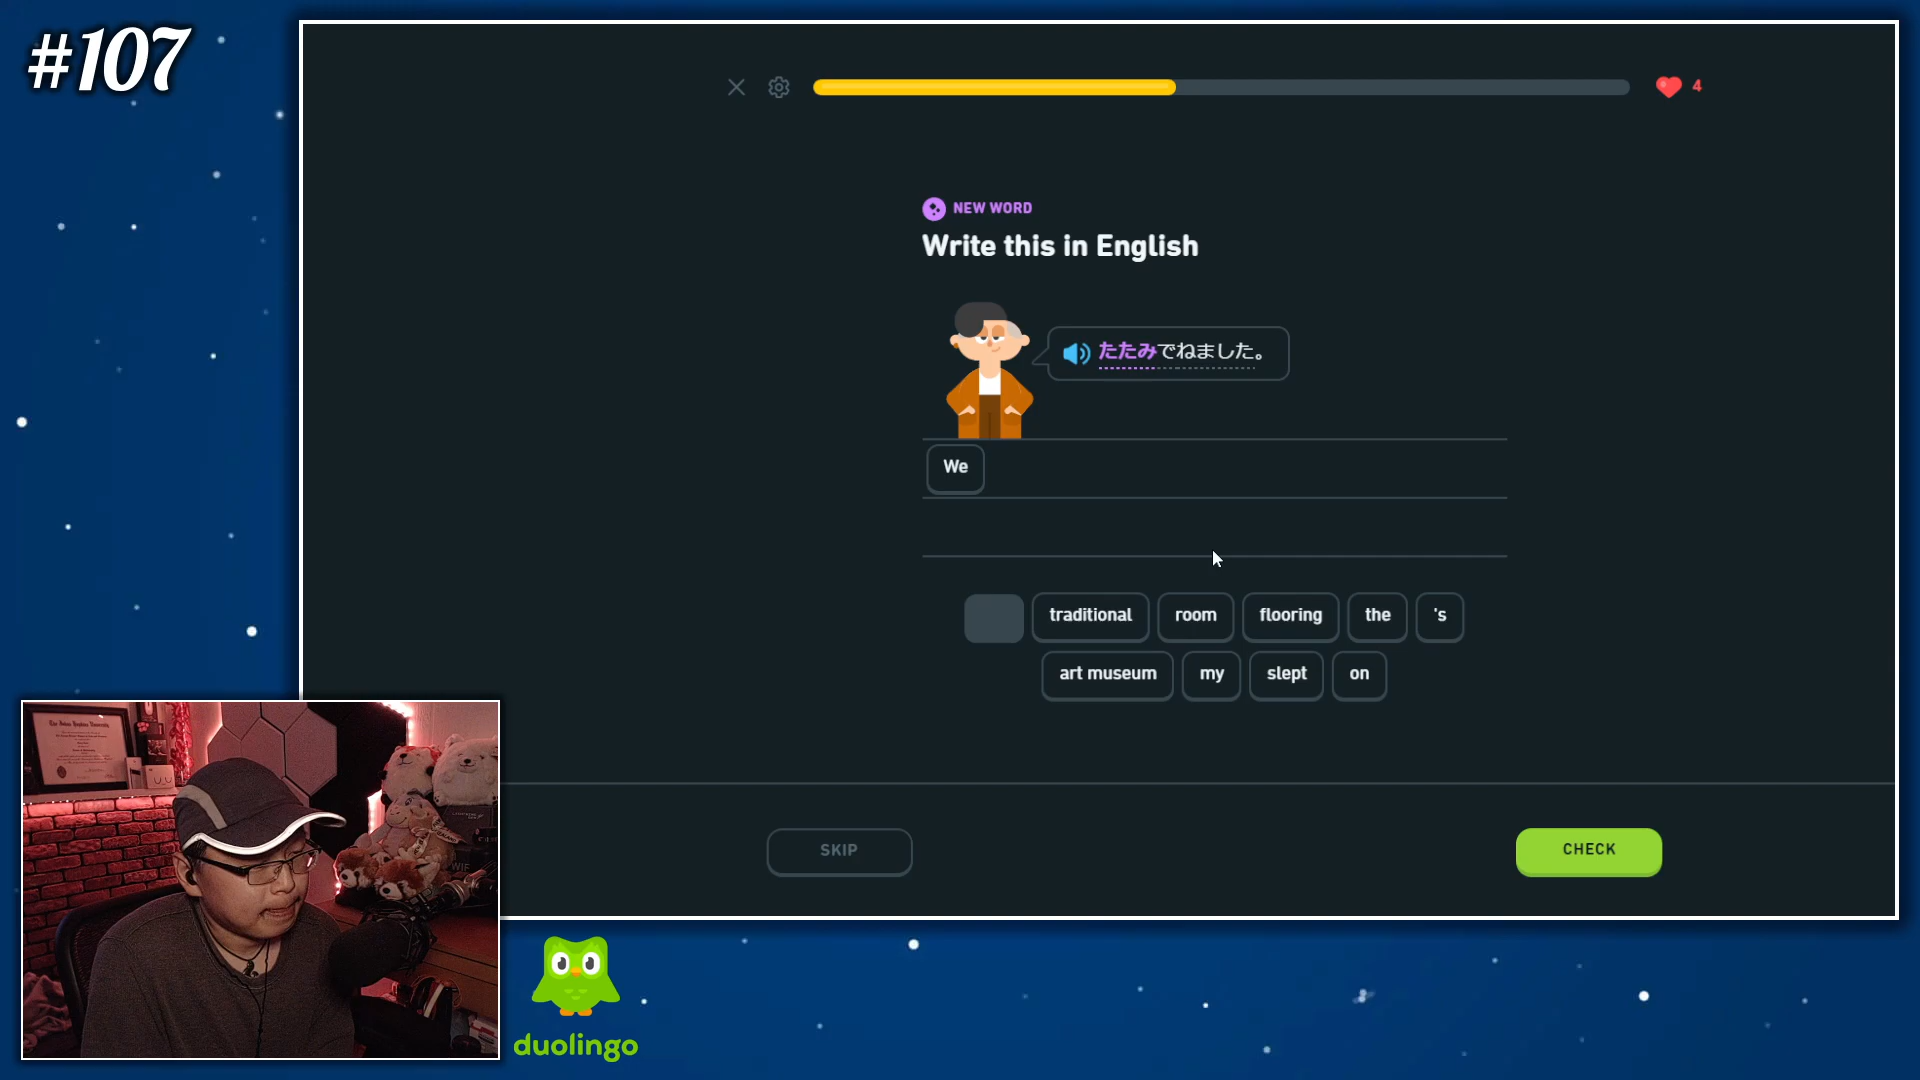 #107
4
NEW WORD
Write this in English
たたみでねました。
We
traditional room flooring the 's
art museum my slept on
SKIP CHECK
duolingo